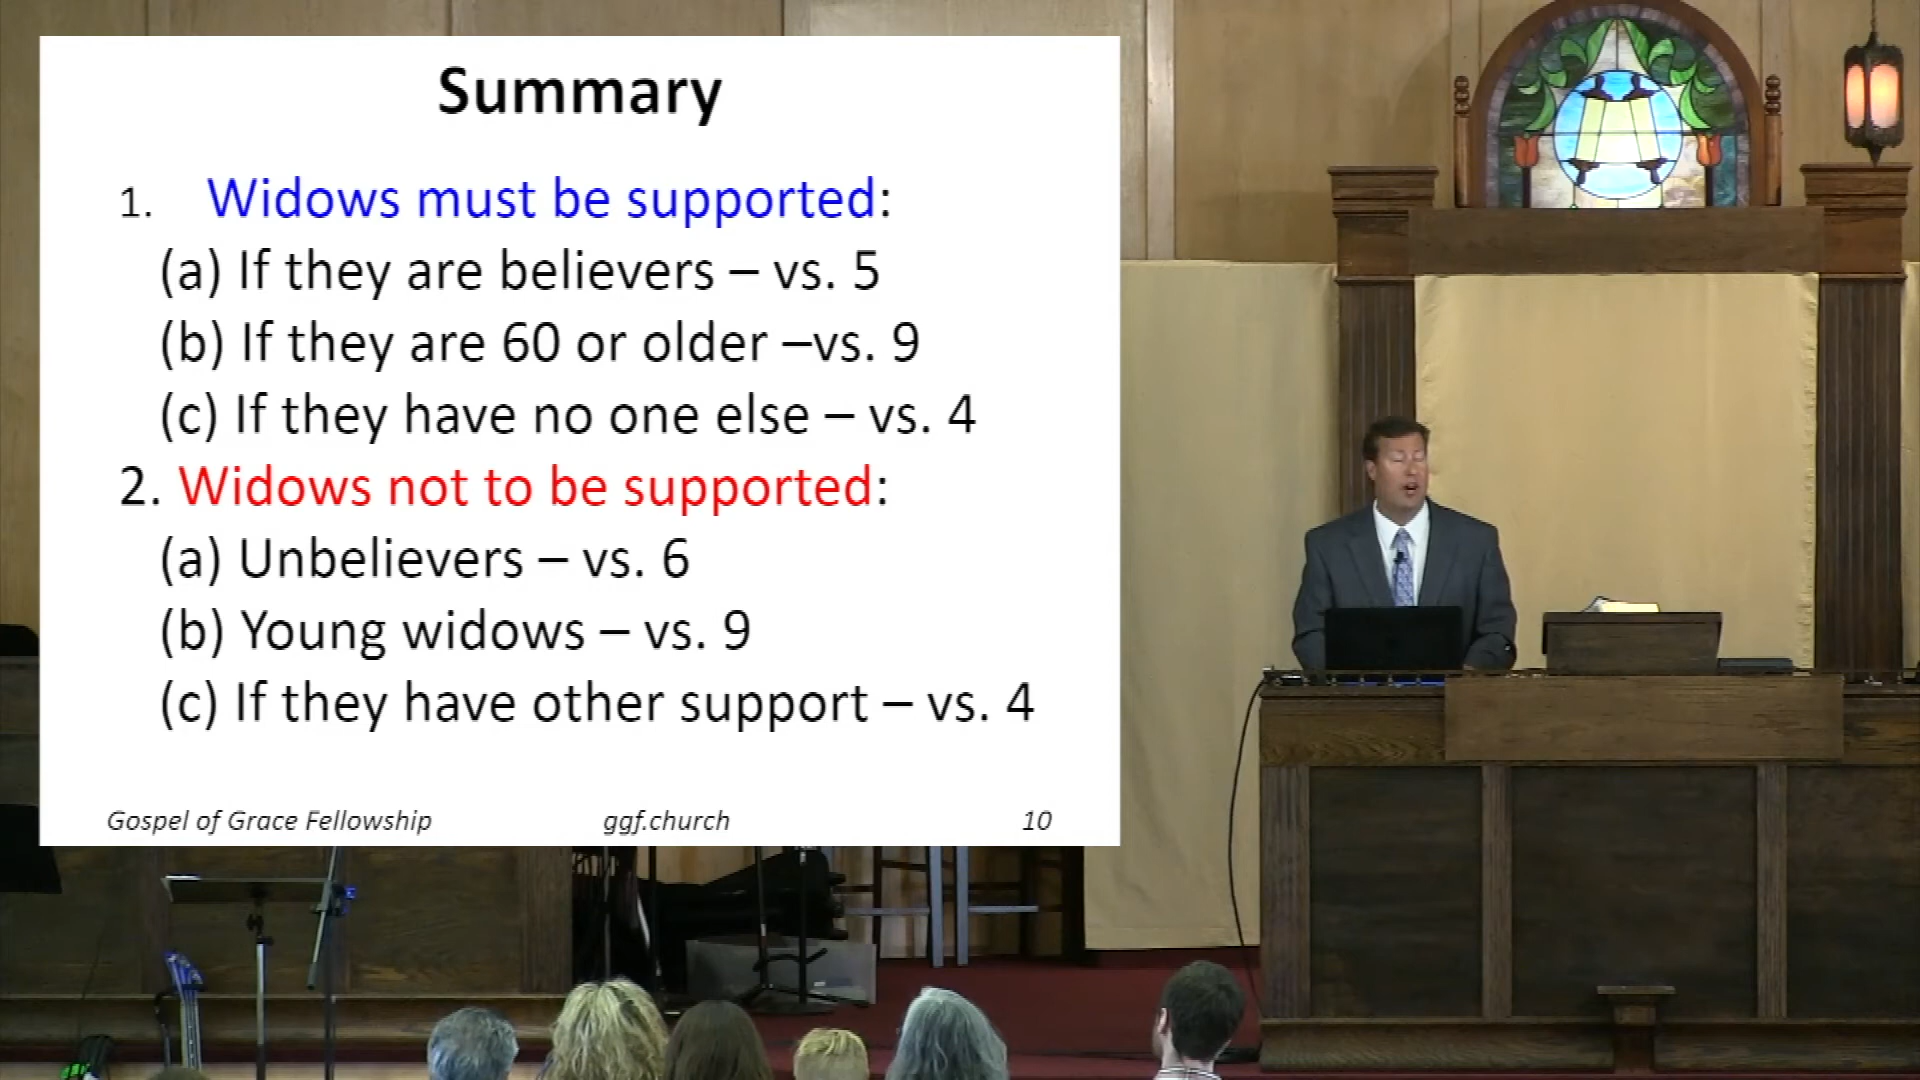 Summary
1. Widows must be supported:
(a) If they are believers – vs. 5
(b) If they are 60 or older –vs. 9
(c) If they have no one else – vs. 4
2. Widows not to be supported:
(a) Unbelievers – vs. 6
(b) Young widows – vs. 9
(c) If they have other support – vs. 4
Gospel of Grace Fellowship ggf.church 10